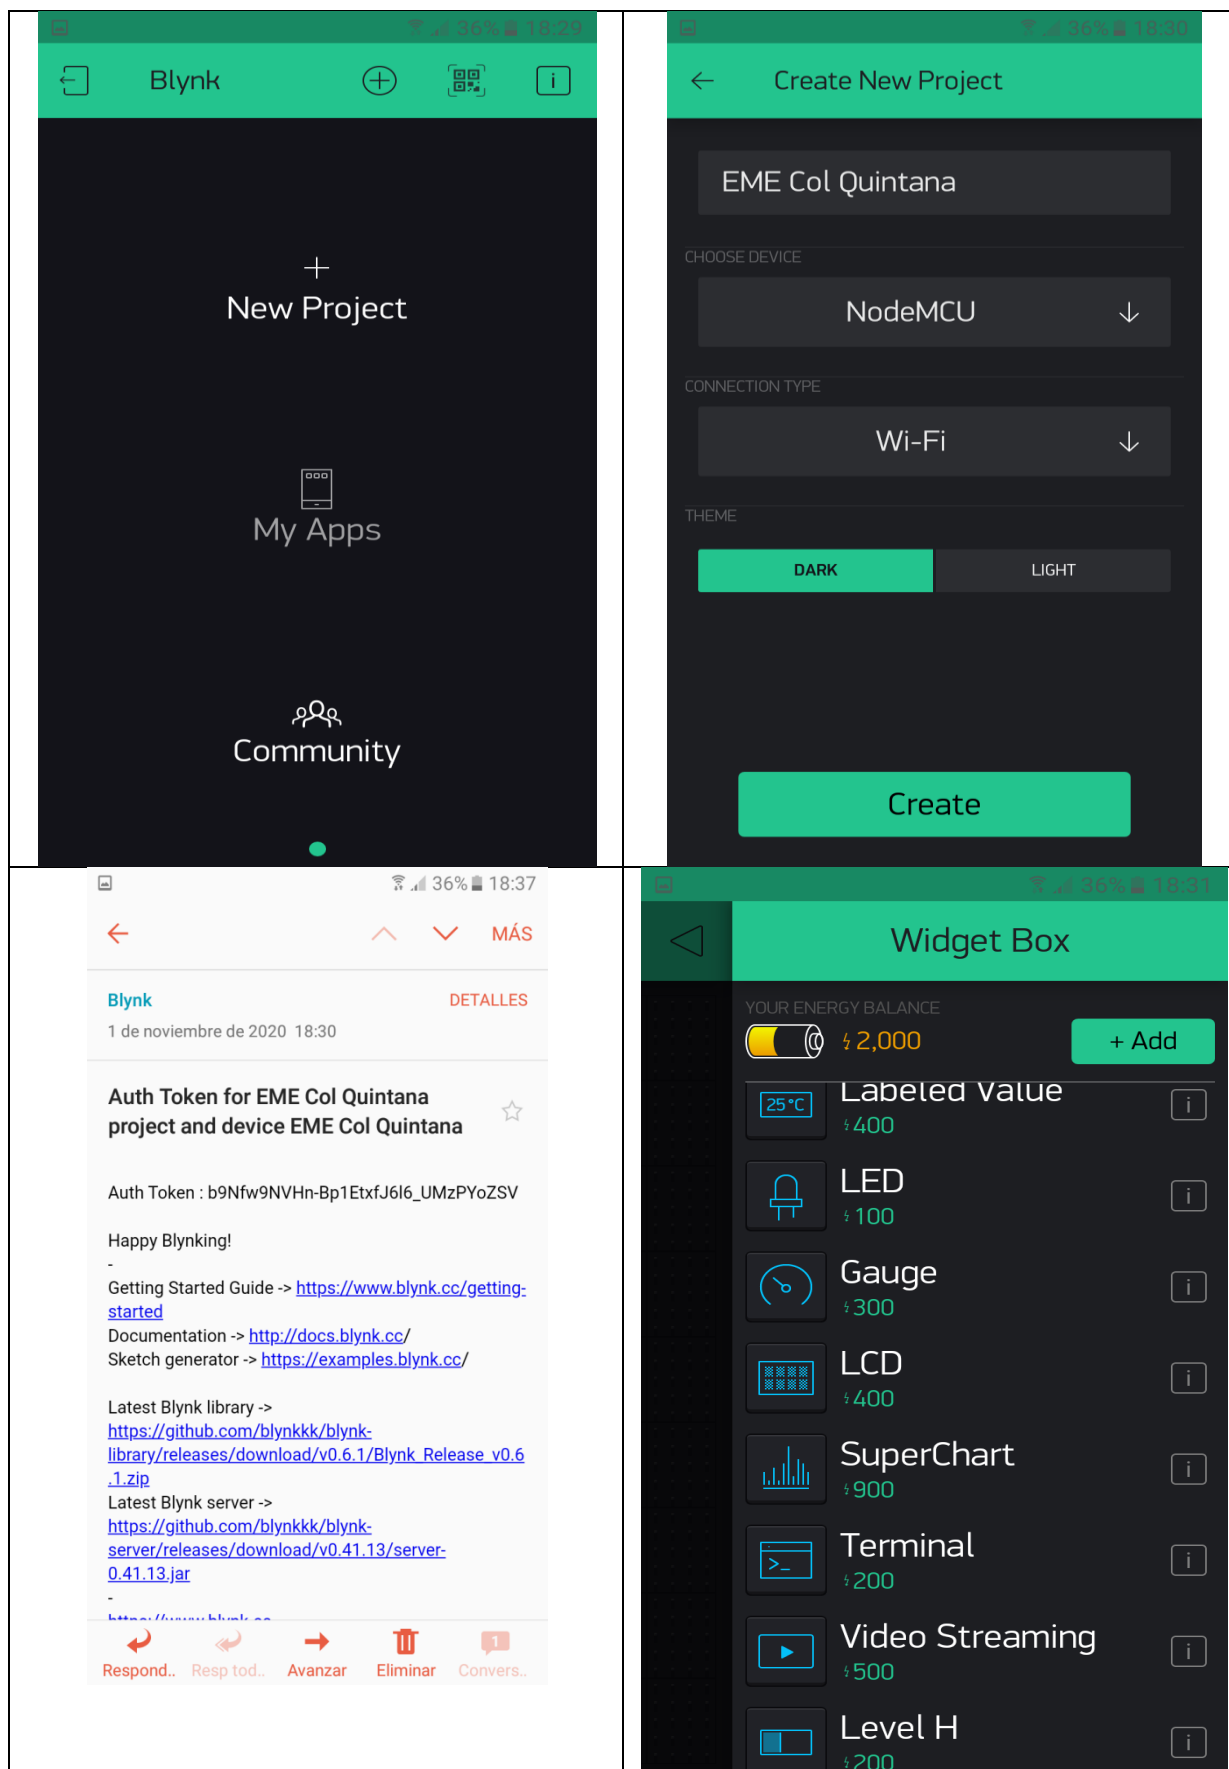 36% 18:29
Blynk
New Project
My Apps
Community
36% 18:30
Create New Project
EME Col Quintana
CHOOSE DEVICE
NodeMCU
CONNECTION TYPE
Wi-Fi
THEME
DARK LIGHT
Create
36% 18:37
MÁS
Blynk DETALLES
1 de noviembre de 2020 18:30
Auth Token for EME Col Quintana
project and device EME Col Quintana
Auth Token : b9Nfw9NVHn-Bp1EtxfJ6l6_UMzPYoZSV
Happy Blynking!
-
Getting Started Guide -> https://www.blynk.cc/getting-
started
Documentation -> http://docs.blynk.cc/
Sketch generator -> https://examples.blynk.cc/
Latest Blynk library ->
https://github.com/blynkkk/blynk-
library/releases/download/v0.6.1/Blynk_Release_v0.6
.1.zip
Latest Blynk server ->
https://github.com/blynkkk/blynk-
server/releases/download/v0.41.13/server-
0.41.13.jar
-
https://www.blynk.cc
Respond.. Resp tod.. Avanzar Eliminar Convers..
1
36% 18:31
Widget Box
YOUR ENERGY BALANCE
2,000 + Add
25°C Labeled Value
400
LED
100
Gauge
300
LCD
400
SuperChart
900
Terminal
200
Video Streaming
500
Level H
200